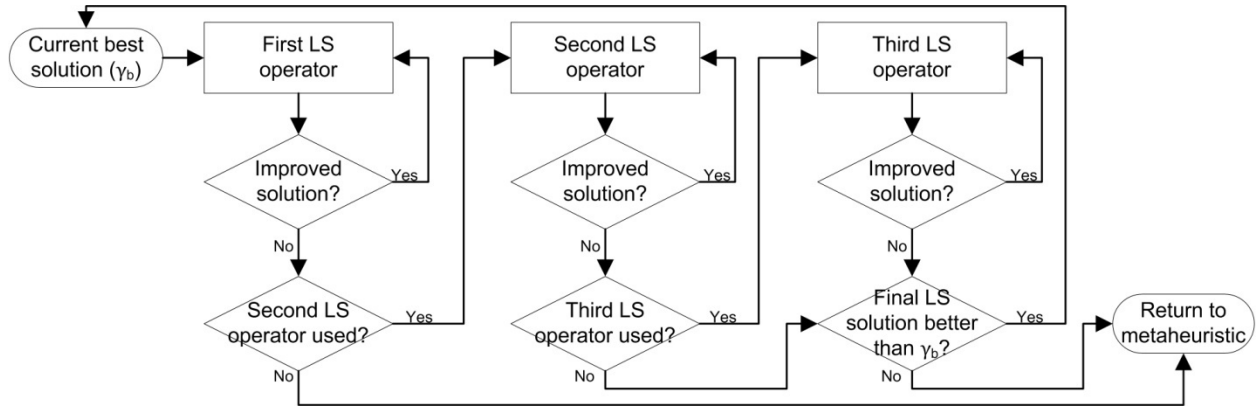 Current best
solution (γb)
First LS
operator
Second LS
operator
Third LS
operator
Improved
solution?
Yes
Improved
solution?
Yes
Improved
solution?
Yes
No
No
No
Second LS
operator used?
Yes
Third LS
operator used?
Yes
Final LS
solution better
than γb?
Yes
Return to
metaheuristic
No
No
No